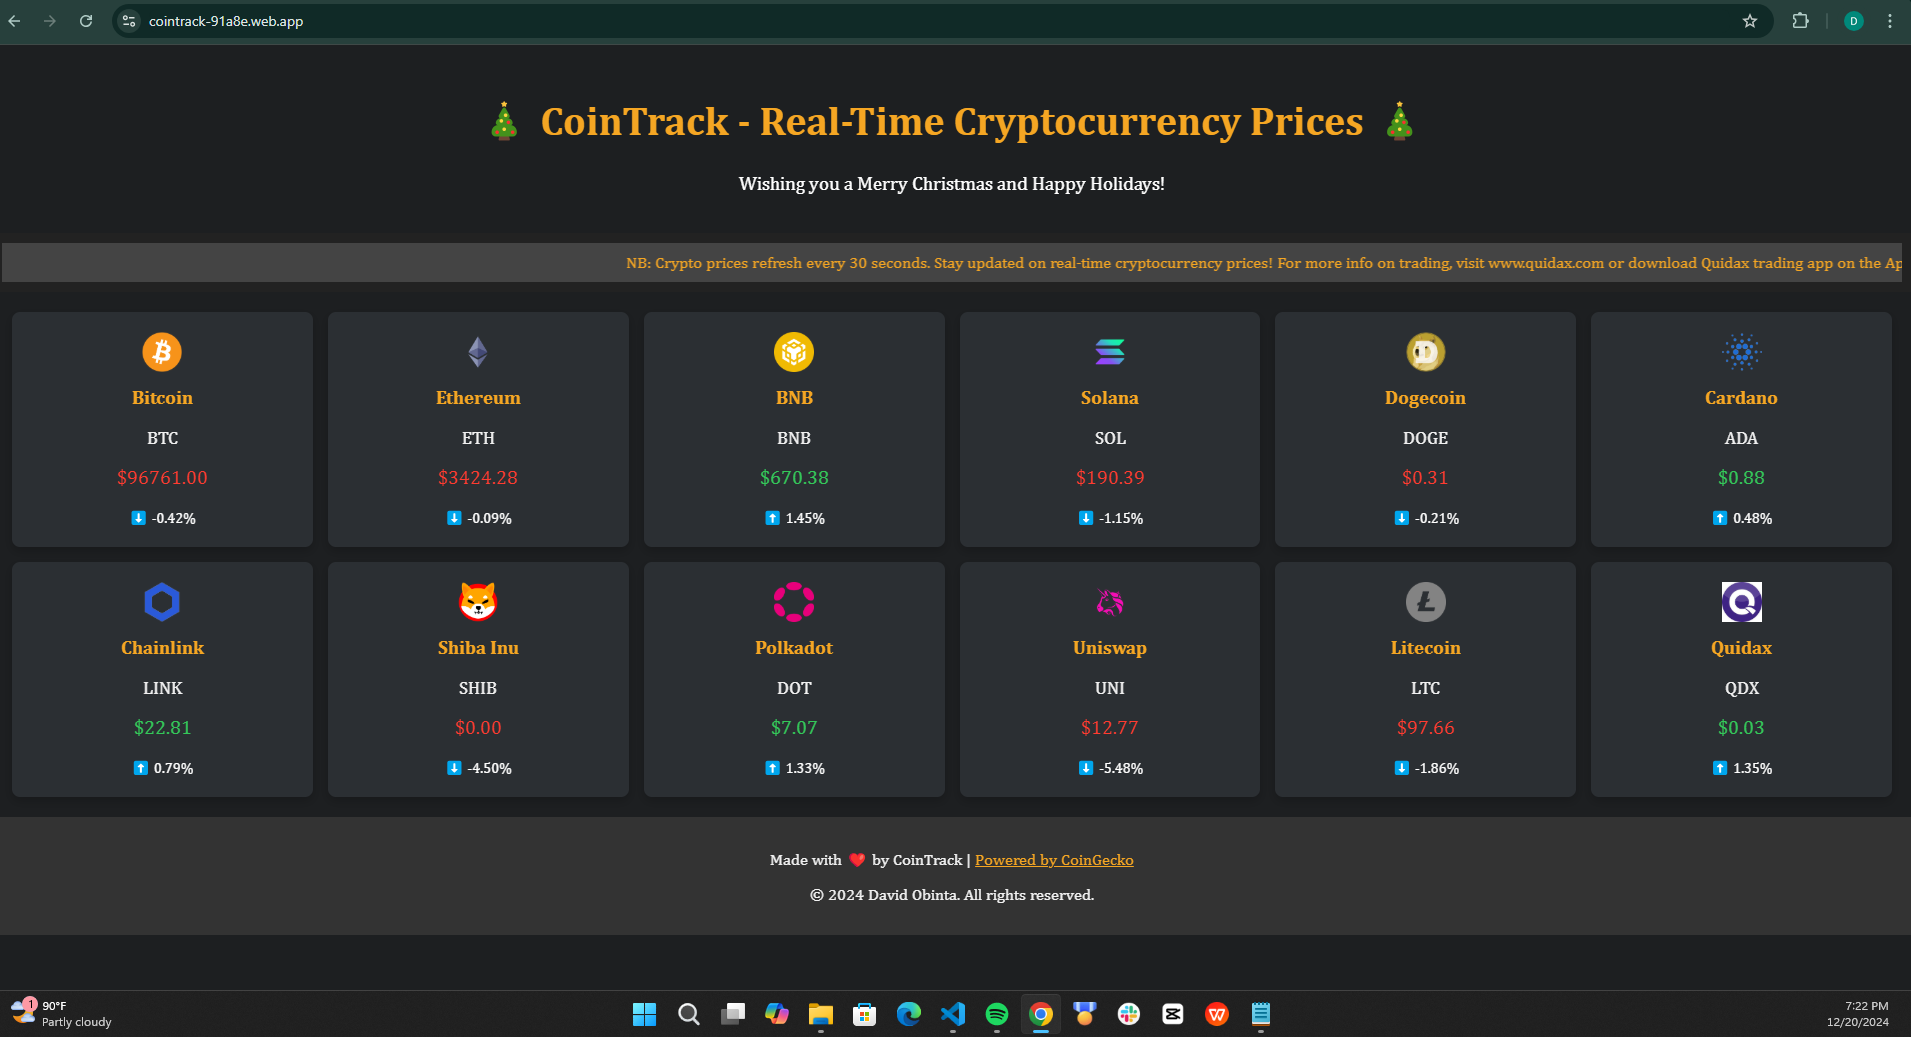 cointrack-91a8e.web.app
D
CoinTrack - Real-Time Cryptocurrency Prices
Wishing you a Merry Christmas and Happy Holidays!
NB: Crypto prices refresh every 30 seconds. Stay updated on real-time cryptocurrency prices! For more info on trading, visit www.quidax.com or download Quidax trading app on the Ap
Bitcoin
BTC
$96761.00
-0.42%
Ethereum
ETH
$3424.28
-0.09%
BNB
BNB
$670.38
1.45%
Solana
SOL
$190.39
-1.15%
Dogecoin
DOGE
$0.31
-0.21%
Cardano
ADA
$0.88
0.48%
Chainlink
LINK
$22.81
0.79%
Shiba Inu
SHIB
$0.00
-4.50%
Polkadot
DOT
$7.07
1.33%
Uniswap
UNI
$12.77
-5.48%
Litecoin
LTC
$97.66
-1.86%
Quidax
QDX
$0.03
1.35%
Made with ❤️ by CoinTrack | Powered by CoinGecko
© 2024 David Obinta. All rights reserved.
1
90°F
Partly cloudy
7:22 PM
12/20/2024